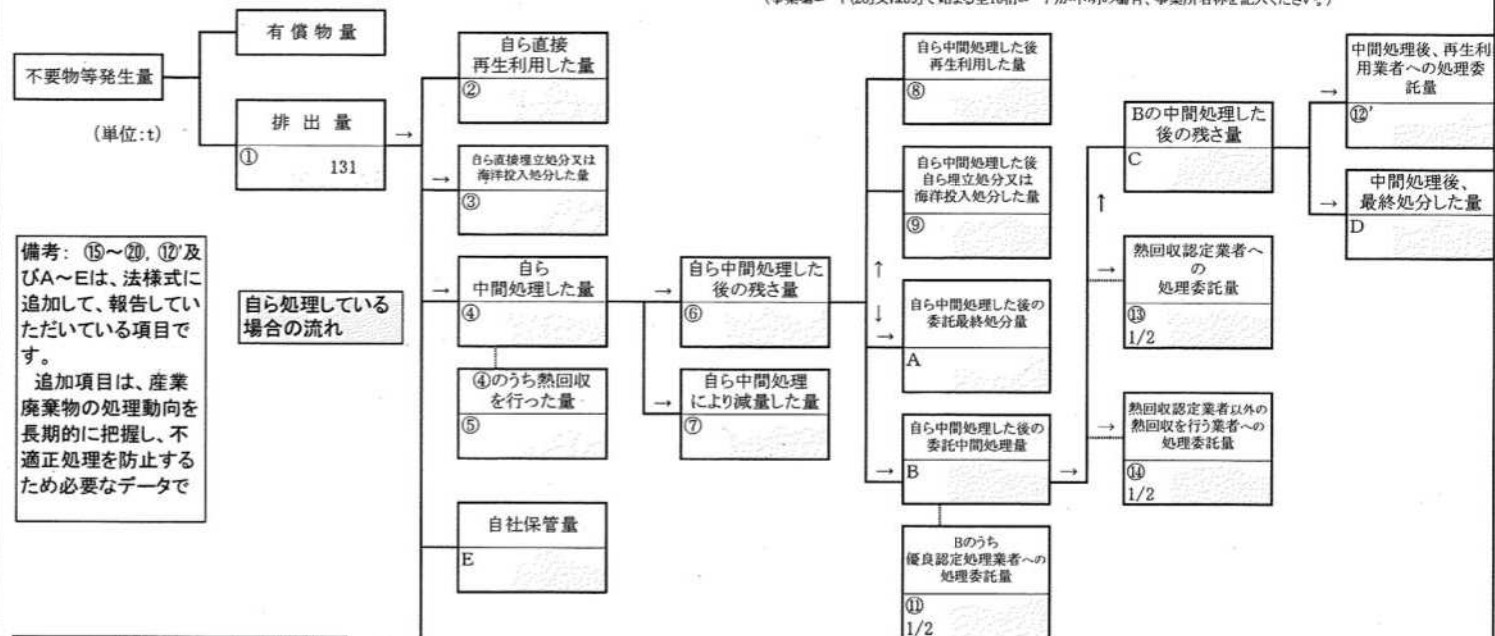 有償物量
不要物等発生量
(単位:t)
排出量
①
131
→
備考: ⑮~⑳, ⑫'及
びA~Eは、法様式に
追加して、報告してい
ただいている項目で
す。
追加項目は、産業
廃棄物の処理動向を
長期的に把握し、不
適正処理を防止する
ため必要なデータで
自ら処理している
場合の流れ
→
自ら直接
再生利用した量
②
→
自ら直接埋立処分又は
海洋投入処分した量
③
→
自ら
中間処理した量
④
④のうち熱回収
を行った量
⑤
自社保管量
E
→
自ら中間処理した
後の残さ量
⑥
→
自ら中間処理
により減量した量
⑦
自ら中間処理した後
再生利用した量
⑧
自ら中間処理した後
自ら埋立処分又は
海洋投入処分した量
⑨
↑
↓
→
自ら中間処理した後の
委託最終処分量
A
→
自ら中間処理した後の
委託中間処理量
B
→
Bのうち
優良認定処理業者への
処理委託量
⑪
1/2
Bの中間処理した
後の残さ量
C
↑
→
熱回収認定業者へ
の
処理委託量
⑬
1/2
→
熱回収認定業者以外の
熱回収を行う業者への
処理委託量
⑭
1/2
→
中間処理後、再生利
用業者への処理委
託量
⑫'
→
中間処理後、
最終処分した量
D